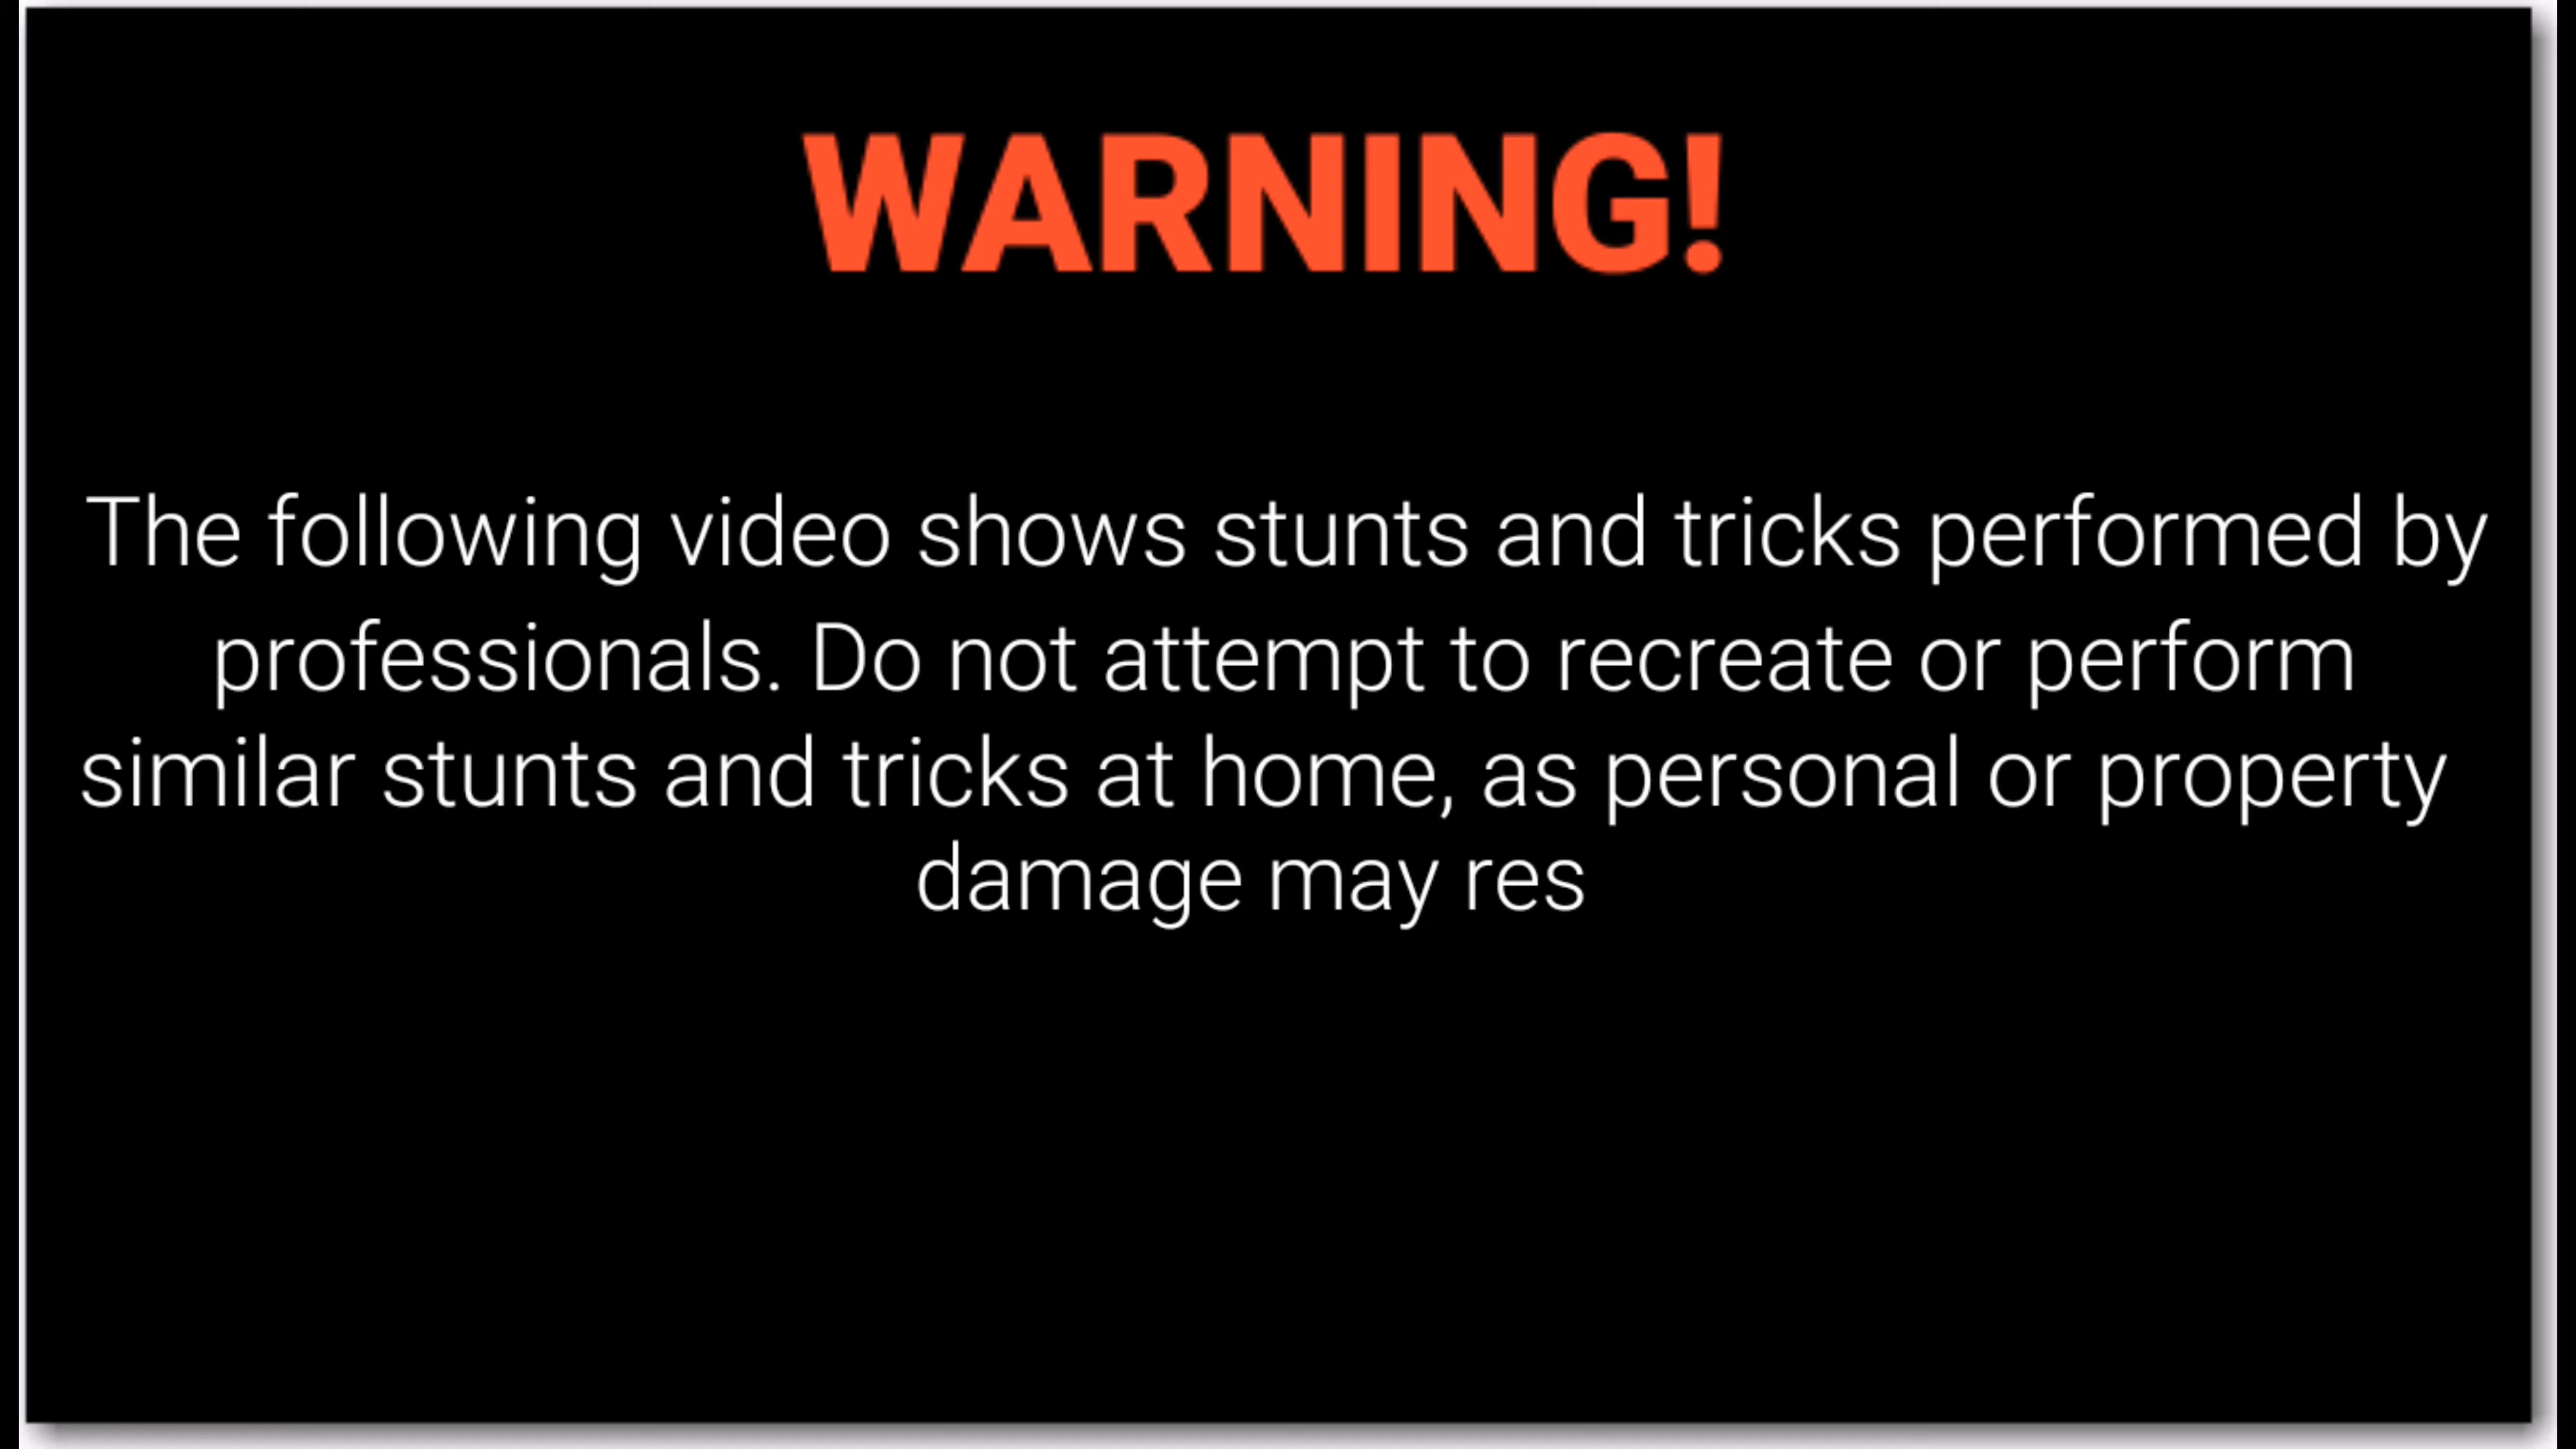 WARNING!
The following video shows stunts and tricks performed by
professionals. Do not attempt to recreate or perform
similar stunts and tricks at home, as personal or property
damage may res